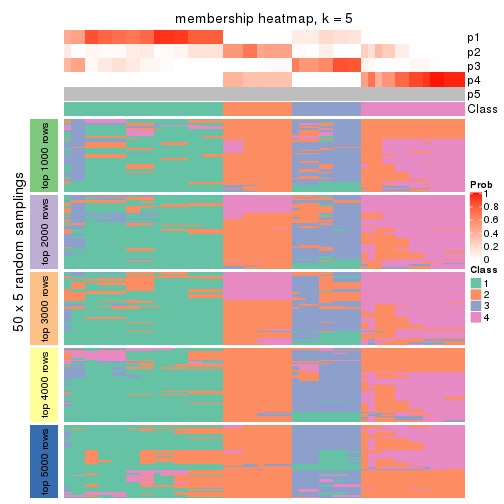 membership heatmap, k = 5
p1
p2
p3
p4
p5
Class
50 x 5 random samplings
top 1000 rows
top 2000 rows
top 3000 rows
top 4000 rows
top 5000 rows
Prob
1
0.8
0.6
0.4
0.2
0
Class
1
2
3
4